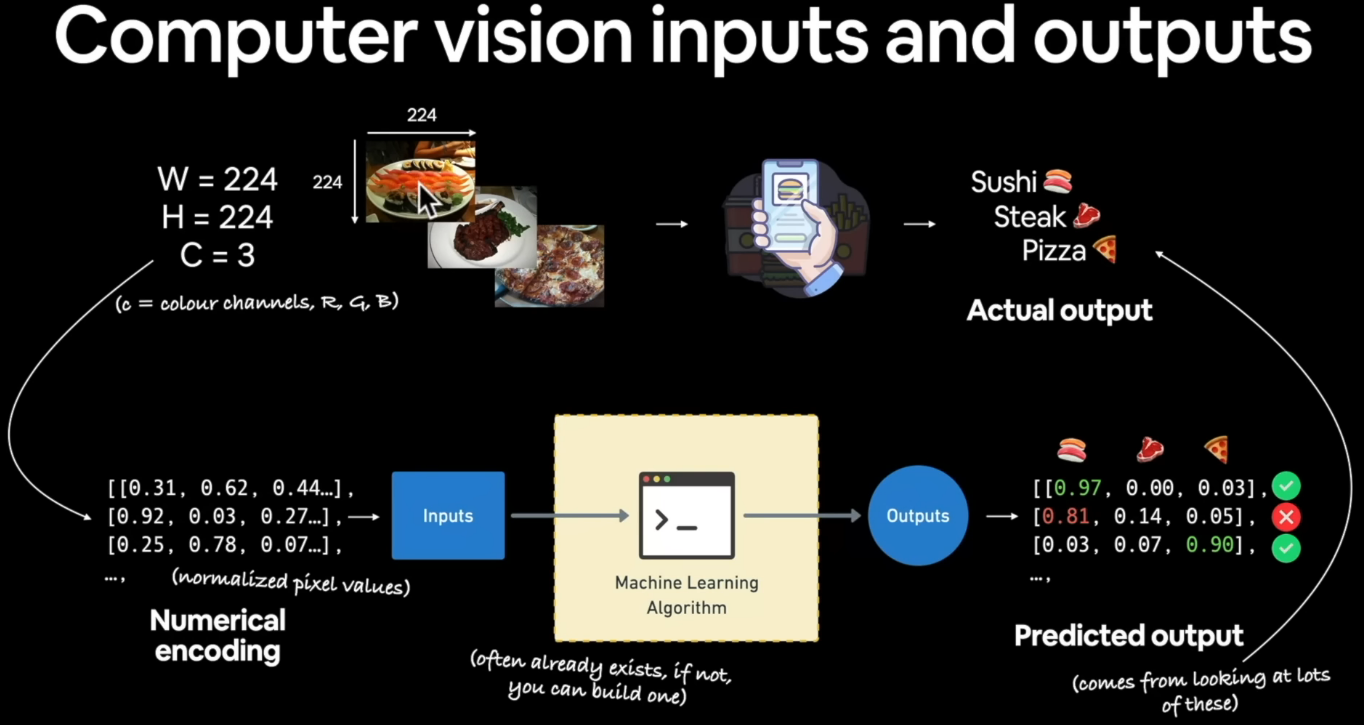 Computer vision inputs and outputs
224
224
W = 224
H = 224
C = 3
(c = colour channels, R, G, B)
Sushi 🍣
Steak 🥩
Pizza 🍕
Actual output
[[0.31, 0.62, 0.44…],
[0.92, 0.03, 0.27…],
[0.25, 0.78, 0.07…],
…,
(normalized pixel values)
Numerical
encoding
Inputs
Machine Learning
Algorithm
(often already exists, if not,
you can build one)
Outputs
🍣 🥩 🍕
[[0.97, 0.00, 0.03],
[0.81, 0.14, 0.05],
[0.03, 0.07, 0.90],
…,
Predicted output
(comes from looking at lots
of these)